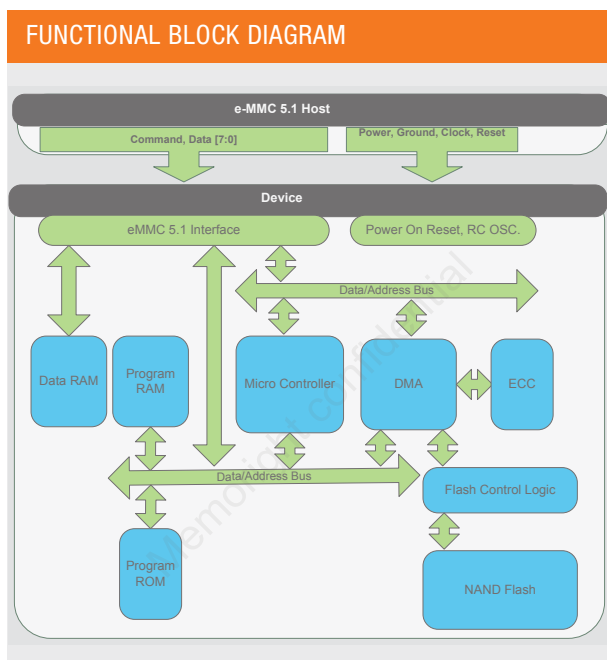 FUNCTIONAL BLOCK DIAGRAM
e-MMC 5.1 Host
Command, Data [7:0]
Power, Ground, Clock, Reset
Device
eMMC 5.1 Interface
Power On Reset, RC OSC.
Data/Address Bus
Data RAM
Program
RAM
Micro Controller
DMA
ECC
Data/Address Bus
Flash Control Logic
Program
ROM
NAND Flash
Memoright confidential